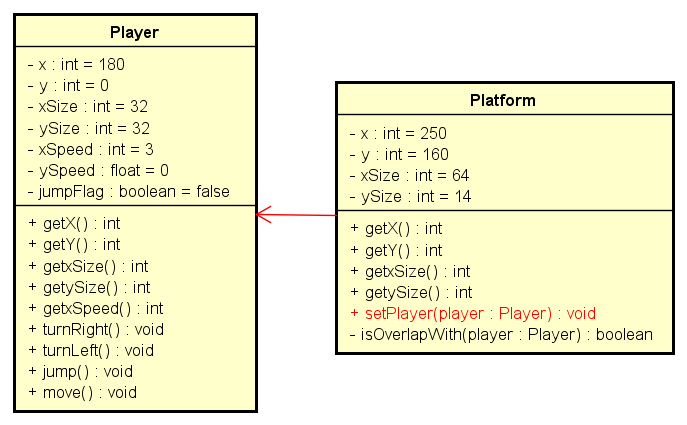 Player
- x : int = 180
- y : int = 0
- xSize : int = 32
- ySize : int = 32
- xSpeed : int = 3
- ySpeed : float = 0
- jumpFlag : boolean = false
+ getX() : int
+ getY() : int
+ getxSize() : int
+ getySize() : int
+ getxSpeed() : int
+ turnRight() : void
+ turnLeft() : void
+ jump() : void
+ move() : void
Platform
- x : int = 250
- y : int = 160
- xSize : int = 64
- ySize : int = 14
+ getX() : int
+ getY() : int
+ getxSize() : int
+ getySize() : int
+ setPlayer(player : Player) : void
- isOverlapWith(player : Player) : boolean